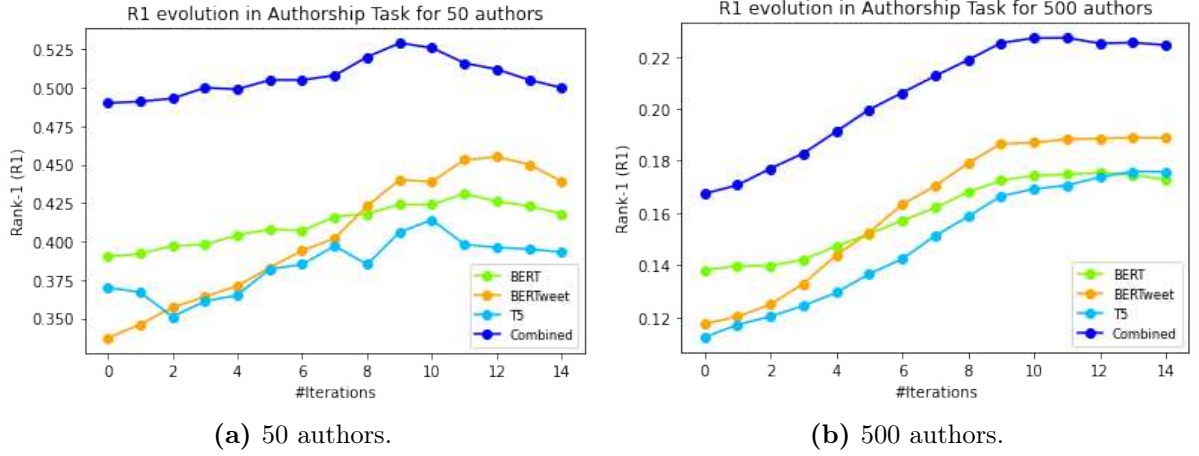 R1 evolution in Authorship Task for 50 authors
Rank-1 (R1)
0.525
0.500
0.475
0.450
0.425
0.400
0.375
0.350
0 2 4 6 8 10 12 14
#Iterations
BERT
BERTweet
T5
Combined
(a) 50 authors.
R1 evolution in Authorship Task for 500 authors
Rank-1 (R1)
0.22
0.20
0.18
0.16
0.14
0.12
0 2 4 6 8 10 12 14
#Iterations
BERT
BERTweet
T5
Combined
(b) 500 authors.